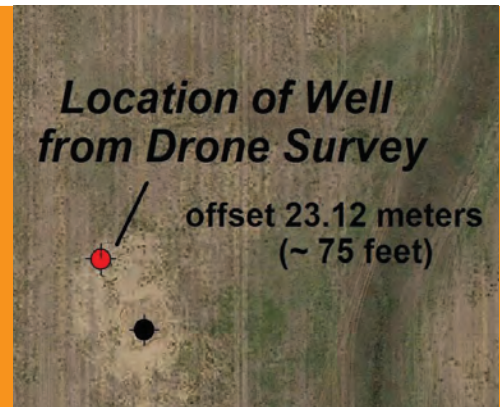 Location of Well
from Drone Survey
offset 23.12 meters
(~ 75 feet)